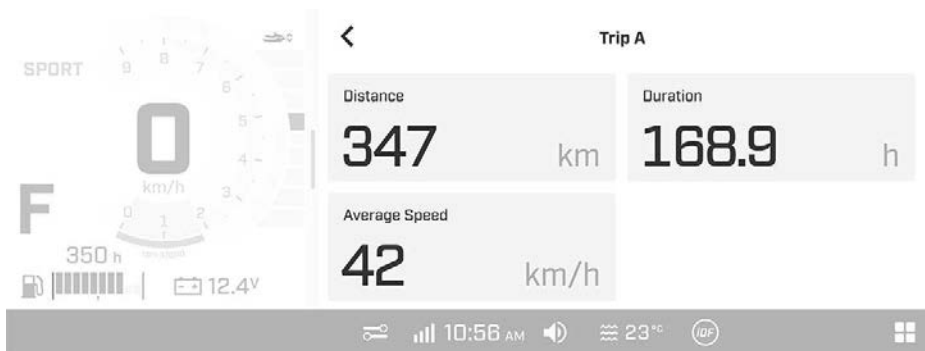 SPORT
9 8 7
6
5
4
3
0 1 2
0
km/h
F
350 h
12.4V
Trip A
Distance
347 km
Duration
168.9 h
Average Speed
42 km/h
10:56 AM
23°C
IDF